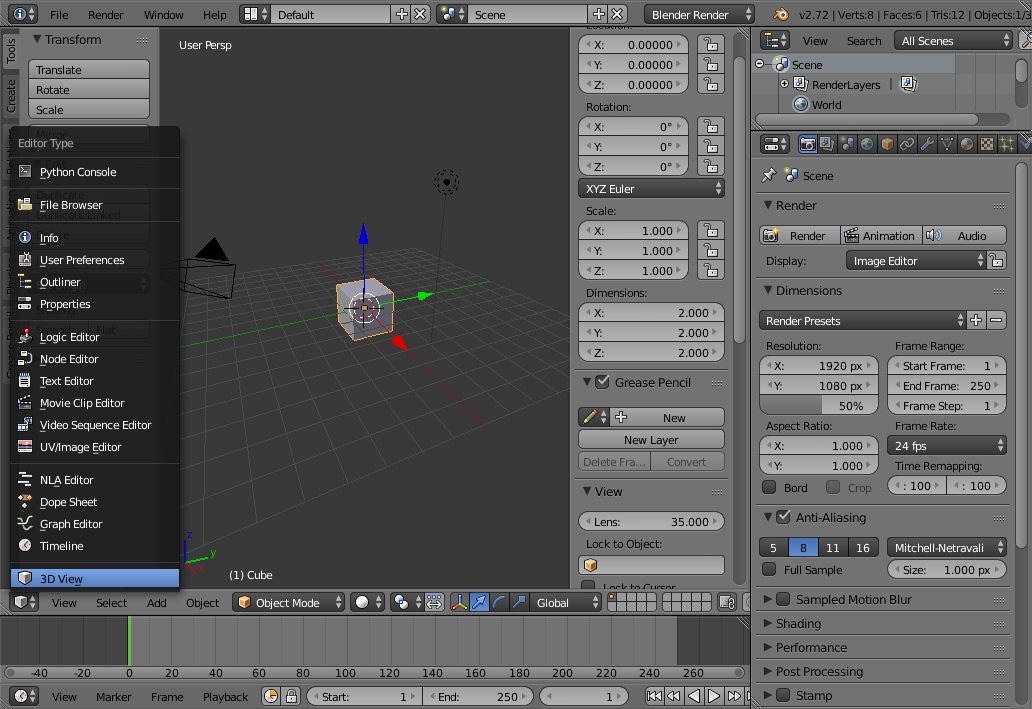 File Render Window Help Default Scene Blender Render v2.72 | Verts:8 | Faces:6 | Tris:12 | Objects:1/3
Tools
Create
Transform
Translate
Rotate
Scale
User Persp
Editor Type
Python Console
File Browser
Info
User Preferences
Outliner
Properties
Logic Editor
Node Editor
Text Editor
Movie Clip Editor
Video Sequence Editor
UV/Image Editor
NLA Editor
Dope Sheet
Graph Editor
Timeline
3D View
z
y
x
(1) Cube
X: 0.00000
Y: 0.00000
Z: 0.00000
Rotation:
X: 0°
Y: 0°
Z: 0°
XYZ Euler
Scale:
X: 1.000
Y: 1.000
Z: 1.000
Dimensions:
X: 2.000
Y: 2.000
Z: 2.000
Grease Pencil
New
New Layer
Delete Fra... Convert
View
Lens: 35.000
Lock to Object:
Lock to Cursor
View Select Add Object Object Mode Global
-40 -20 0 20 40 60 80 100 120 140 160 180 200 220 240 260
View Marker Frame Playback Start: 1 End: 250 1
View Search All Scenes
Scene
RenderLayers |
World
Scene
Render
Render Animation Audio
Display: Image Editor
Dimensions
Render Presets
Resolution: Frame Range:
X: 1920 px Start Frame: 1
Y: 1080 px End Frame: 250
50% Frame Step: 1
Aspect Ratio: Frame Rate:
X: 1.000 24 fps
Y: 1.000 Time Remapping:
Bord Crop : 100 : 100
Anti-Aliasing
5 8 11 16 Mitchell-Netravali
Full Sample Size: 1.000 px
Sampled Motion Blur
Shading
Performance
Post Processing
Stamp